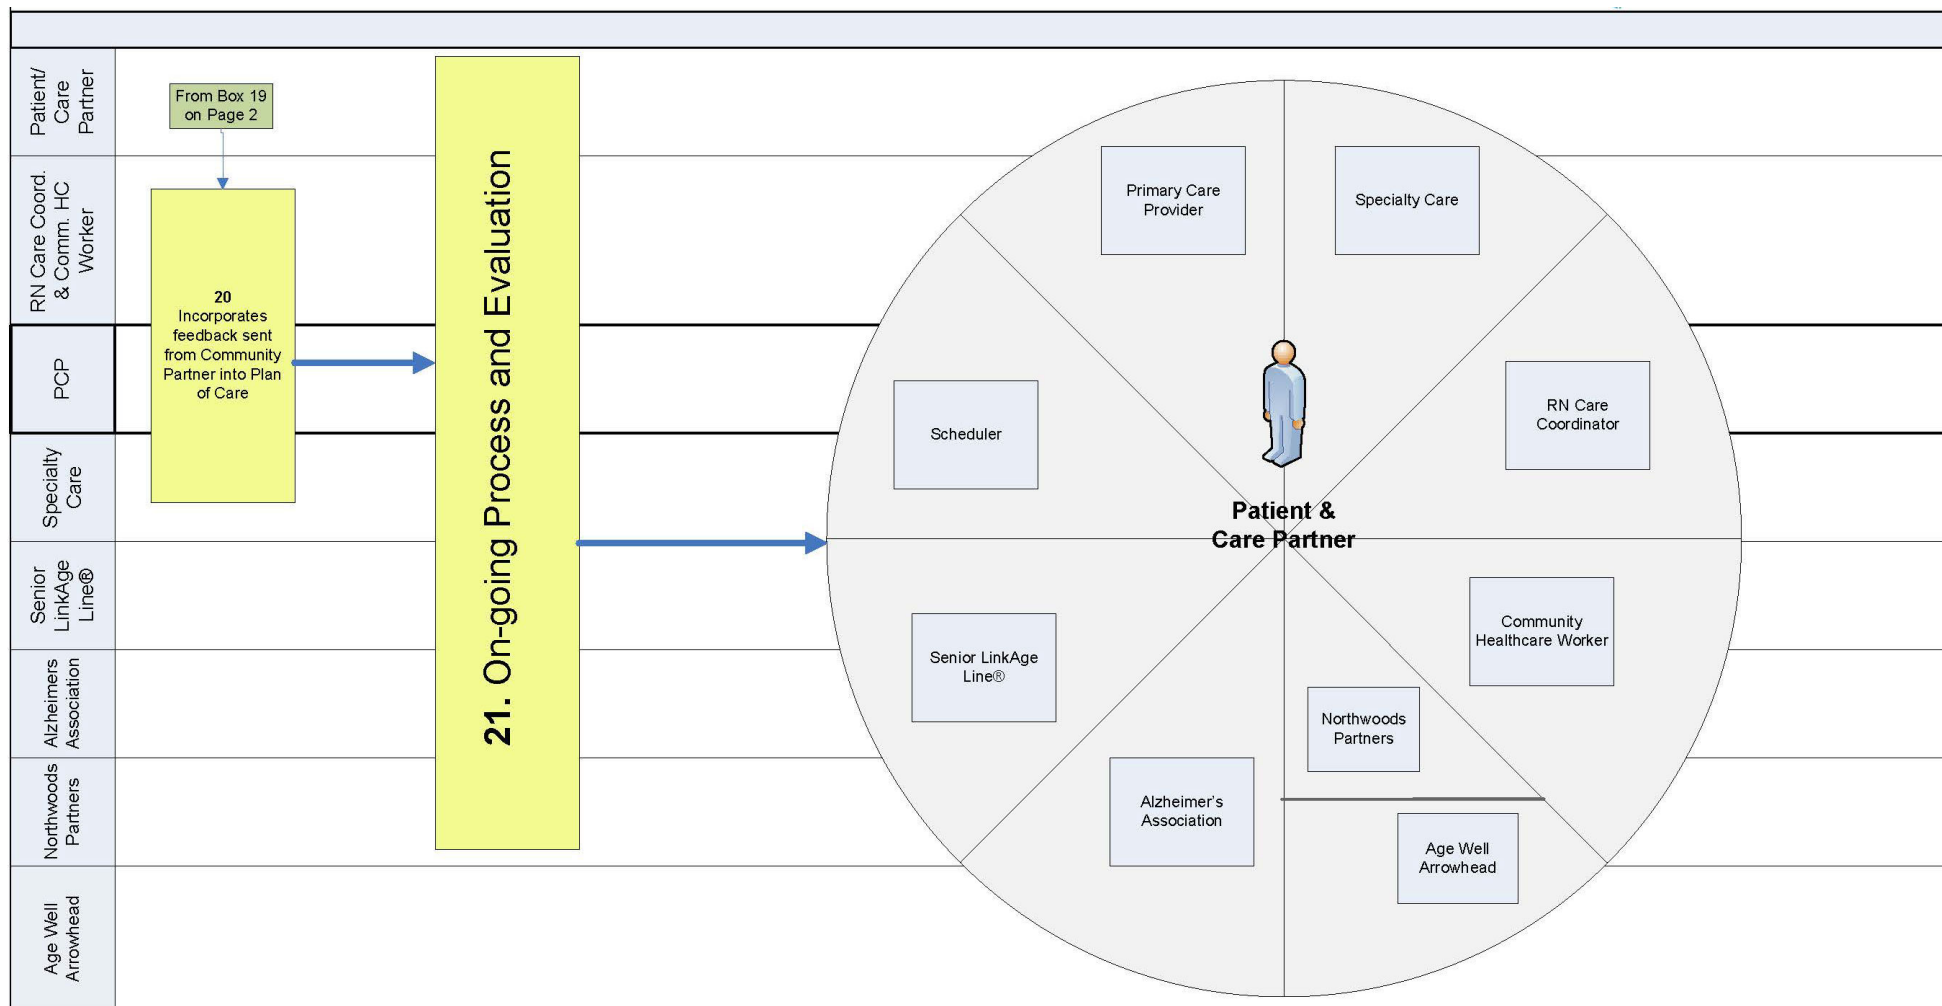 Patient/
Care
Partner
RN Care Coord.
& Comm. HC
Worker
PCP
Specialty
Care
Senior
LinkAge
Line®
Alzheimers
Association
Northwoods
Partners
Age Well
Arrowhead
From Box 19
on Page 2
20
Incorporates
feedback sent
from Community
Partner into Plan
of Care
21. On-going Process and Evaluation
Primary Care
Provider
Specialty Care
Scheduler
RN Care
Coordinator
Patient &
Care Partner
Senior LinkAge
Line®
Community
Healthcare Worker
Northwoods
Partners
Alzheimer's
Association
Age Well
Arrowhead